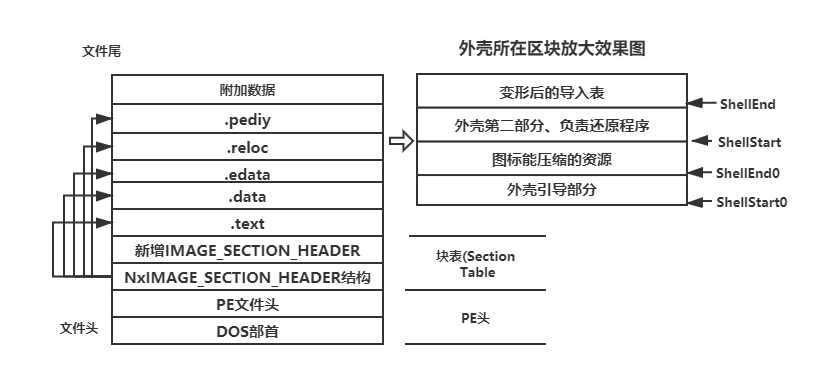 文件尾
外壳所在区块放大效果图
附加数据
.pediy
.reloc
.edata
.data
.text
新增IMAGE_SECTION_HEADER
NxIMAGE_SECTION_HEADER结构
PE文件头
DOS部首
文件头
变形后的导入表
外壳第二部分、负责还原程序
图标能压缩的资源
外壳引导部分
ShellEnd
ShellStart
ShellEnd0
ShellStart0
块表(Section
Table
PE头